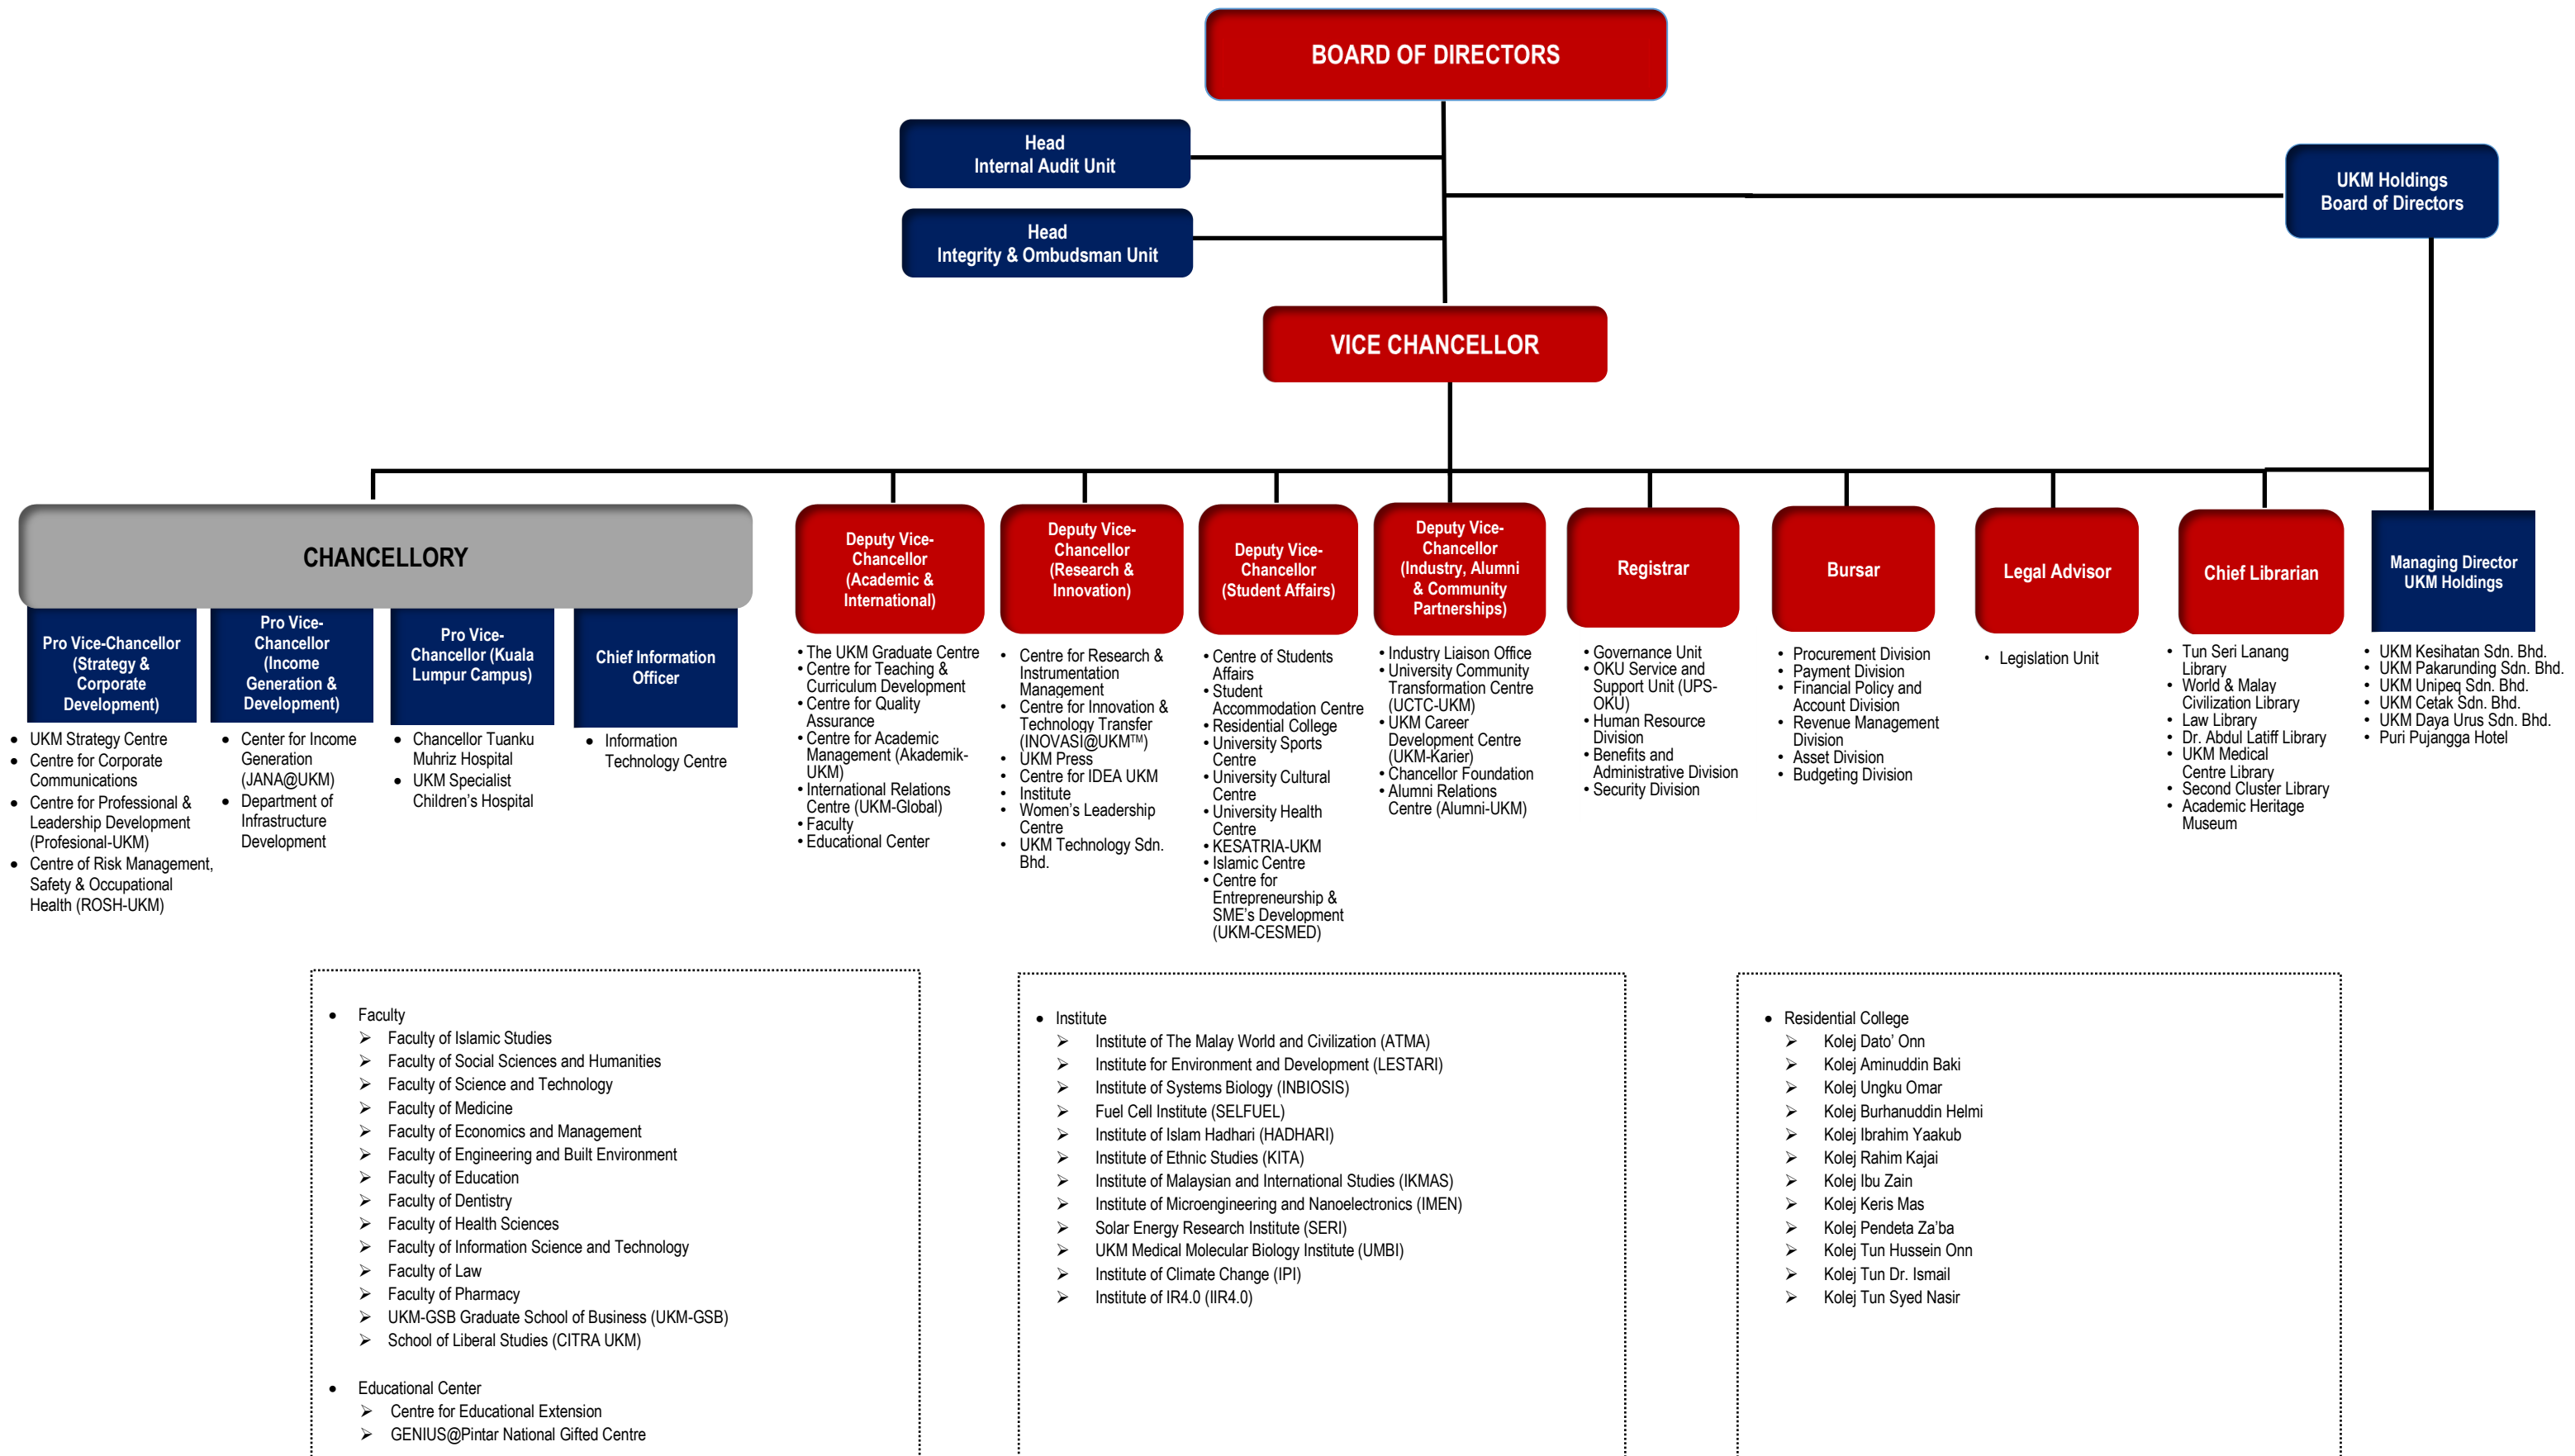 BOARD OF DIRECTORS
Head
Internal Audit Unit
UKM Holdings
Board of Directors
Head
Integrity & Ombudsman Unit
VICE CHANCELLOR
CHANCELLORY
Pro Vice-Chancellor
(Strategy &
Corporate
Development)
• UKM Strategy Centre
• Centre for Corporate
Communications
• Centre for Professional &
Leadership Development
(Profesional-UKM)
• Centre of Risk Management,
Safety & Occupational
Health (ROSH-UKM)
Pro Vice-
Chancellor
(Income
Generation &
Development)
• Center for Income
Generation
(JANA@UKM)
• Department of
Infrastructure
Development
Pro Vice-
Chancellor (Kuala
Lumpur Campus)
• Chancellor Tuanku
Muhriz Hospital
• UKM Specialist
Children's Hospital
Chief Information
Officer
• Information
Technology Centre
Deputy Vice-
Chancellor
(Academic &
International)
• The UKM Graduate Centre
• Centre for Teaching &
Curriculum Development
• Centre for Quality
Assurance
• Centre for Academic
Management (Akademik-
UKM)
• International Relations
Centre (UKM-Global)
• Faculty
• Educational Center
Deputy Vice-
Chancellor
(Research &
Innovation)
• Centre for Research &
Instrumentation
Management
• Centre for Innovation &
Technology Transfer
(INOVASI@UKM™)
• UKM Press
• Centre for IDEA UKM
• Institute
• Women's Leadership
Centre
• UKM Technology Sdn.
Bhd.
Deputy Vice-
Chancellor
(Student Affairs)
• Centre of Students
Affairs
• Student
Accommodation Centre
• Residential College
• University Sports
Centre
• University Cultural
Centre
• University Health
Centre
• KESATRIA-UKM
• Islamic Centre
• Centre for
Entrepreneurship &
SME's Development
(UKM-CESMED)
Deputy Vice-
Chancellor
(Industry, Alumni
& Community
Partnerships)
• Industry Liaison Office
• University Community
Transformation Centre
(UCTC-UKM)
• UKM Career
Development Centre
(UKM-Karier)
• Chancellor Foundation
• Alumni Relations
Centre (Alumni-UKM)
Registrar
• Governance Unit
• OKU Service and
Support Unit (UPS-
OKU)
• Human Resource
Division
• Benefits and
Administrative Division
• Security Division
Bursar
• Procurement Division
• Payment Division
• Financial Policy and
Account Division
• Revenue Management
Division
• Asset Division
• Budgeting Division
Legal Advisor
• Legislation Unit
Chief Librarian
• Tun Seri Lanang
Library
• World & Malay
Civilization Library
• Law Library
• Dr. Abdul Latiff Library
• UKM Medical
Centre Library
• Second Cluster Library
• Academic Heritage
Museum
Managing Director
UKM Holdings
• UKM Kesihatan Sdn. Bhd.
• UKM Pakarunding Sdn. Bhd.
• UKM Unipeq Sdn. Bhd.
• UKM Cetak Sdn. Bhd.
• UKM Daya Urus Sdn. Bhd.
• Puri Pujangga Hotel
• Faculty
➢ Faculty of Islamic Studies
➢ Faculty of Social Sciences and Humanities
➢ Faculty of Science and Technology
➢ Faculty of Medicine
➢ Faculty of Economics and Management
➢ Faculty of Engineering and Built Environment
➢ Faculty of Education
➢ Faculty of Dentistry
➢ Faculty of Health Sciences
➢ Faculty of Information Science and Technology
➢ Faculty of Law
➢ Faculty of Pharmacy
➢ UKM-GSB Graduate School of Business (UKM-GSB)
➢ School of Liberal Studies (CITRA UKM)
• Educational Center
➢ Centre for Educational Extension
➢ GENIUS@Pintar National Gifted Centre
• Institute
➢ Institute of The Malay World and Civilization (ATMA)
➢ Institute for Environment and Development (LESTARI)
➢ Institute of Systems Biology (INBIOSIS)
➢ Fuel Cell Institute (SELFUEL)
➢ Institute of Islam Hadhari (HADHARI)
➢ Institute of Ethnic Studies (KITA)
➢ Institute of Malaysian and International Studies (IKMAS)
➢ Institute of Microengineering and Nanoelectronics (IMEN)
➢ Solar Energy Research Institute (SERI)
➢ UKM Medical Molecular Biology Institute (UMBI)
➢ Institute of Climate Change (IPI)
➢ Institute of IR4.0 (IIR4.0)
• Residential College
➢ Kolej Dato' Onn
➢ Kolej Aminuddin Baki
➢ Kolej Ungku Omar
➢ Kolej Burhanuddin Helmi
➢ Kolej Ibrahim Yaakub
➢ Kolej Rahim Kajai
➢ Kolej Ibu Zain
➢ Kolej Keris Mas
➢ Kolej Pendeta Za'ba
➢ Kolej Tun Hussein Onn
➢ Kolej Tun Dr. Ismail
➢ Kolej Tun Syed Nasir